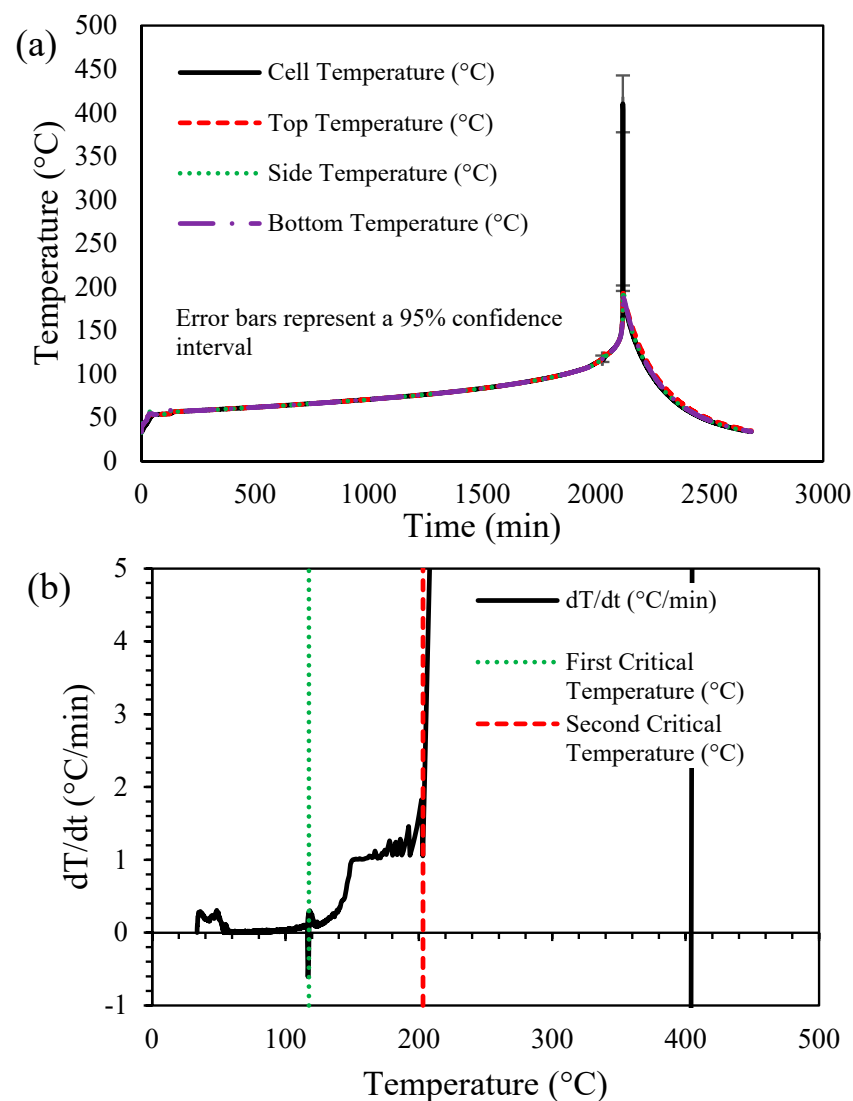 (a)
500
450
400
350
300
250
200
150
100
50
0
Temperature (°C)
Cell Temperature (°C)
Top Temperature (°C)
Side Temperature (°C)
Bottom Temperature (°C)
Error bars represent a 95% confidence
interval
0 500 1000 1500 2000 2500 3000
Time (min)
(b)
5
4
3
2
1
0
-1
dT/dt (°C/min)
dT/dt (°C/min)
First Critical
Temperature (°C)
Second Critical
Temperature (°C)
0 100 200 300 400 500
Temperature (°C)